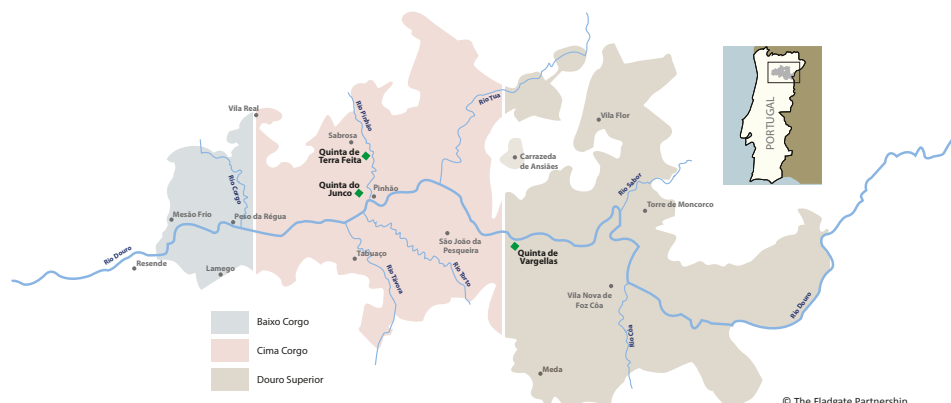 Rio Tua
Vila Real
Rio Pinhão
Vila Flor
PORTUGAL
Sabrosa
Quinta de
Terra Feita
Carrazeda
de Ansiães
Rio Corgo
Quinta do
Junco
Pinhão
Rio Sabor
Mesão Frio
Peso da Régua
Torre de Moncorco
São João da
Pesqueira
Rio Douro
Resende
Lamego
Tabuaço
Rio Távora
Rio Torto
Quinta de
Vargellas
Vila Nova de
Foz Côa
Rio Douro
Baixo Corgo
Rio Côa
Cima Corgo
Meda
Douro Superior
© The Fladgate Partnership